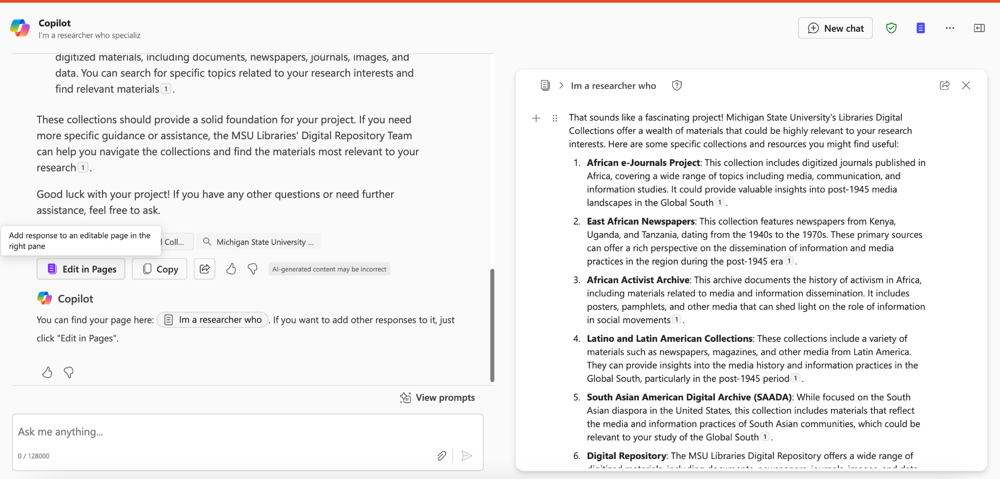 Copilot
I'm a researcher who specializ
New chat
digitized materials, including documents, newspapers, journals, images, and
data. You can search for specific topics related to your research interests and
find relevant materials 1 .
These collections should provide a solid foundation for your project. If you need
more specific guidance or assistance, the MSU Libraries' Digital Repository Team
can help you navigate the collections and find the materials most relevant to your
research 1 .
Good luck with your project! If you have any other questions or need further
assistance, feel free to ask.
Add response to an editable page in the
right pane
l Coll...
Michigan State University ...
Edit in Pages
Copy
AI-generated content may be incorrect
Copilot
You can find your page here: Im a researcher who . If you want to add other responses to it, just
click "Edit in Pages".
View prompts
Ask me anything...
0 / 128000
Im a researcher who
That sounds like a fascinating project! Michigan State University's Libraries Digital
Collections offer a wealth of materials that could be highly relevant to your research
interests. Here are some specific collections and resources you might find useful:
1. African e-Journals Project: This collection includes digitized journals published in
Africa, covering a wide range of topics including media, communication, and
information studies. It could provide valuable insights into post-1945 media
landscapes in the Global South 1 .
2. East African Newspapers: This collection features newspapers from Kenya,
Uganda, and Tanzania, dating from the 1940s to the 1970s. These primary sources
can offer a rich perspective on the dissemination of information and media
practices in the region during the post-1945 era 1 .
3. African Activist Archive: This archive documents the history of activism in Africa,
including materials related to media and information dissemination. It includes
posters, pamphlets, and other media that can shed light on the role of information
in social movements 1 .
4. Latino and Latin American Collections: These collections include a variety of
materials such as newspapers, magazines, and other media from Latin America.
They can provide insights into the media history and information practices in the
Global South, particularly in the post-1945 period 1 .
5. South Asian American Digital Archive (SAADA): While focused on the South
Asian diaspora in the United States, this collection includes materials that reflect
the media and information practices of South Asian communities, which could be
relevant to your study of the Global South 1 .
6. Digital Repository: The MSU Libraries Digital Repository offers a wide range of
digitized materials, including documents, newspapers, journals, images, and data.